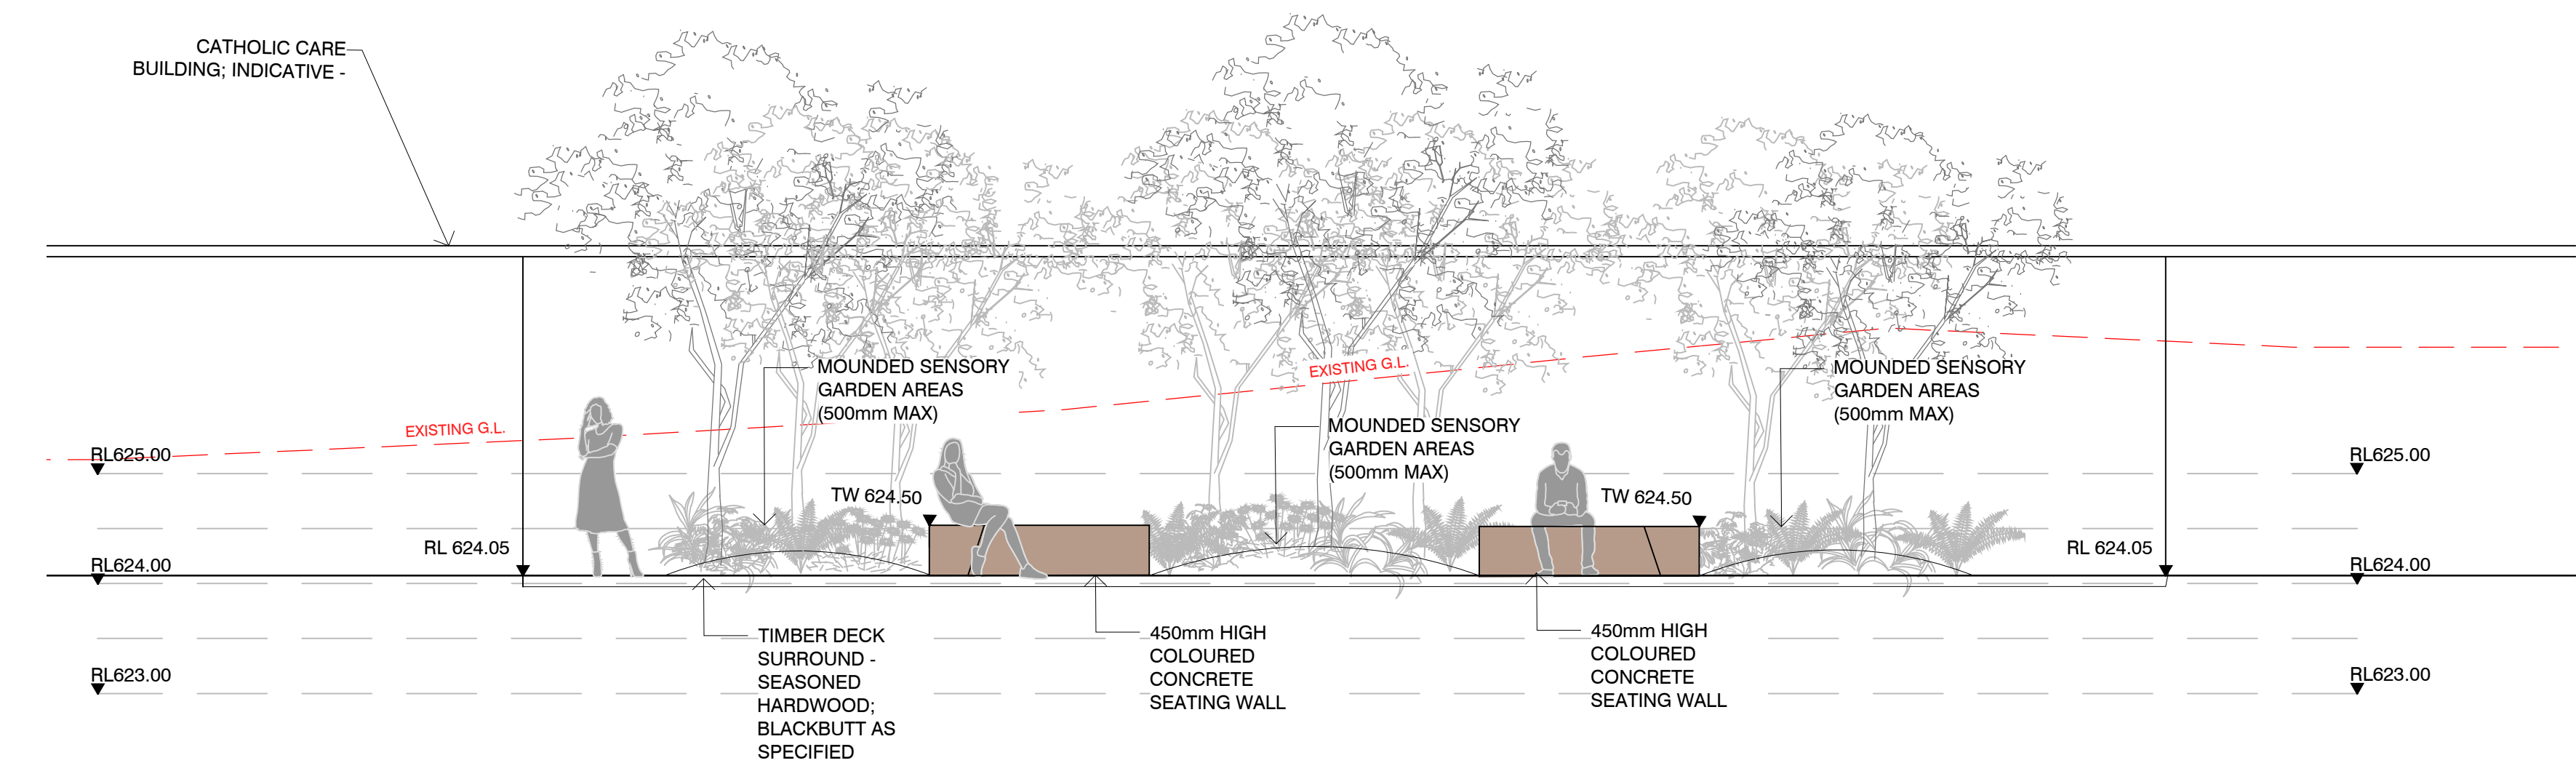 CATHOLIC CARE
BUILDING; INDICATIVE -
MOUNDED SENSORY
GARDEN AREAS
(500mm MAX)
EXISTING G.L.
MOUNDED SENSORY
GARDEN AREAS
(500mm MAX)
EXISTING G.L.
MOUNDED SENSORY
GARDEN AREAS
(500mm MAX)
RL625.00
RL625.00
TW 624.50
TW 624.50
RL 624.05
RL 624.05
RL624.00
RL624.00
TIMBER DECK
SURROUND -
SEASONED
HARDWOOD;
BLACKBUTT AS
SPECIFIED
450mm HIGH
COLOURED
CONCRETE
SEATING WALL
450mm HIGH
COLOURED
CONCRETE
SEATING WALL
RL623.00
RL623.00